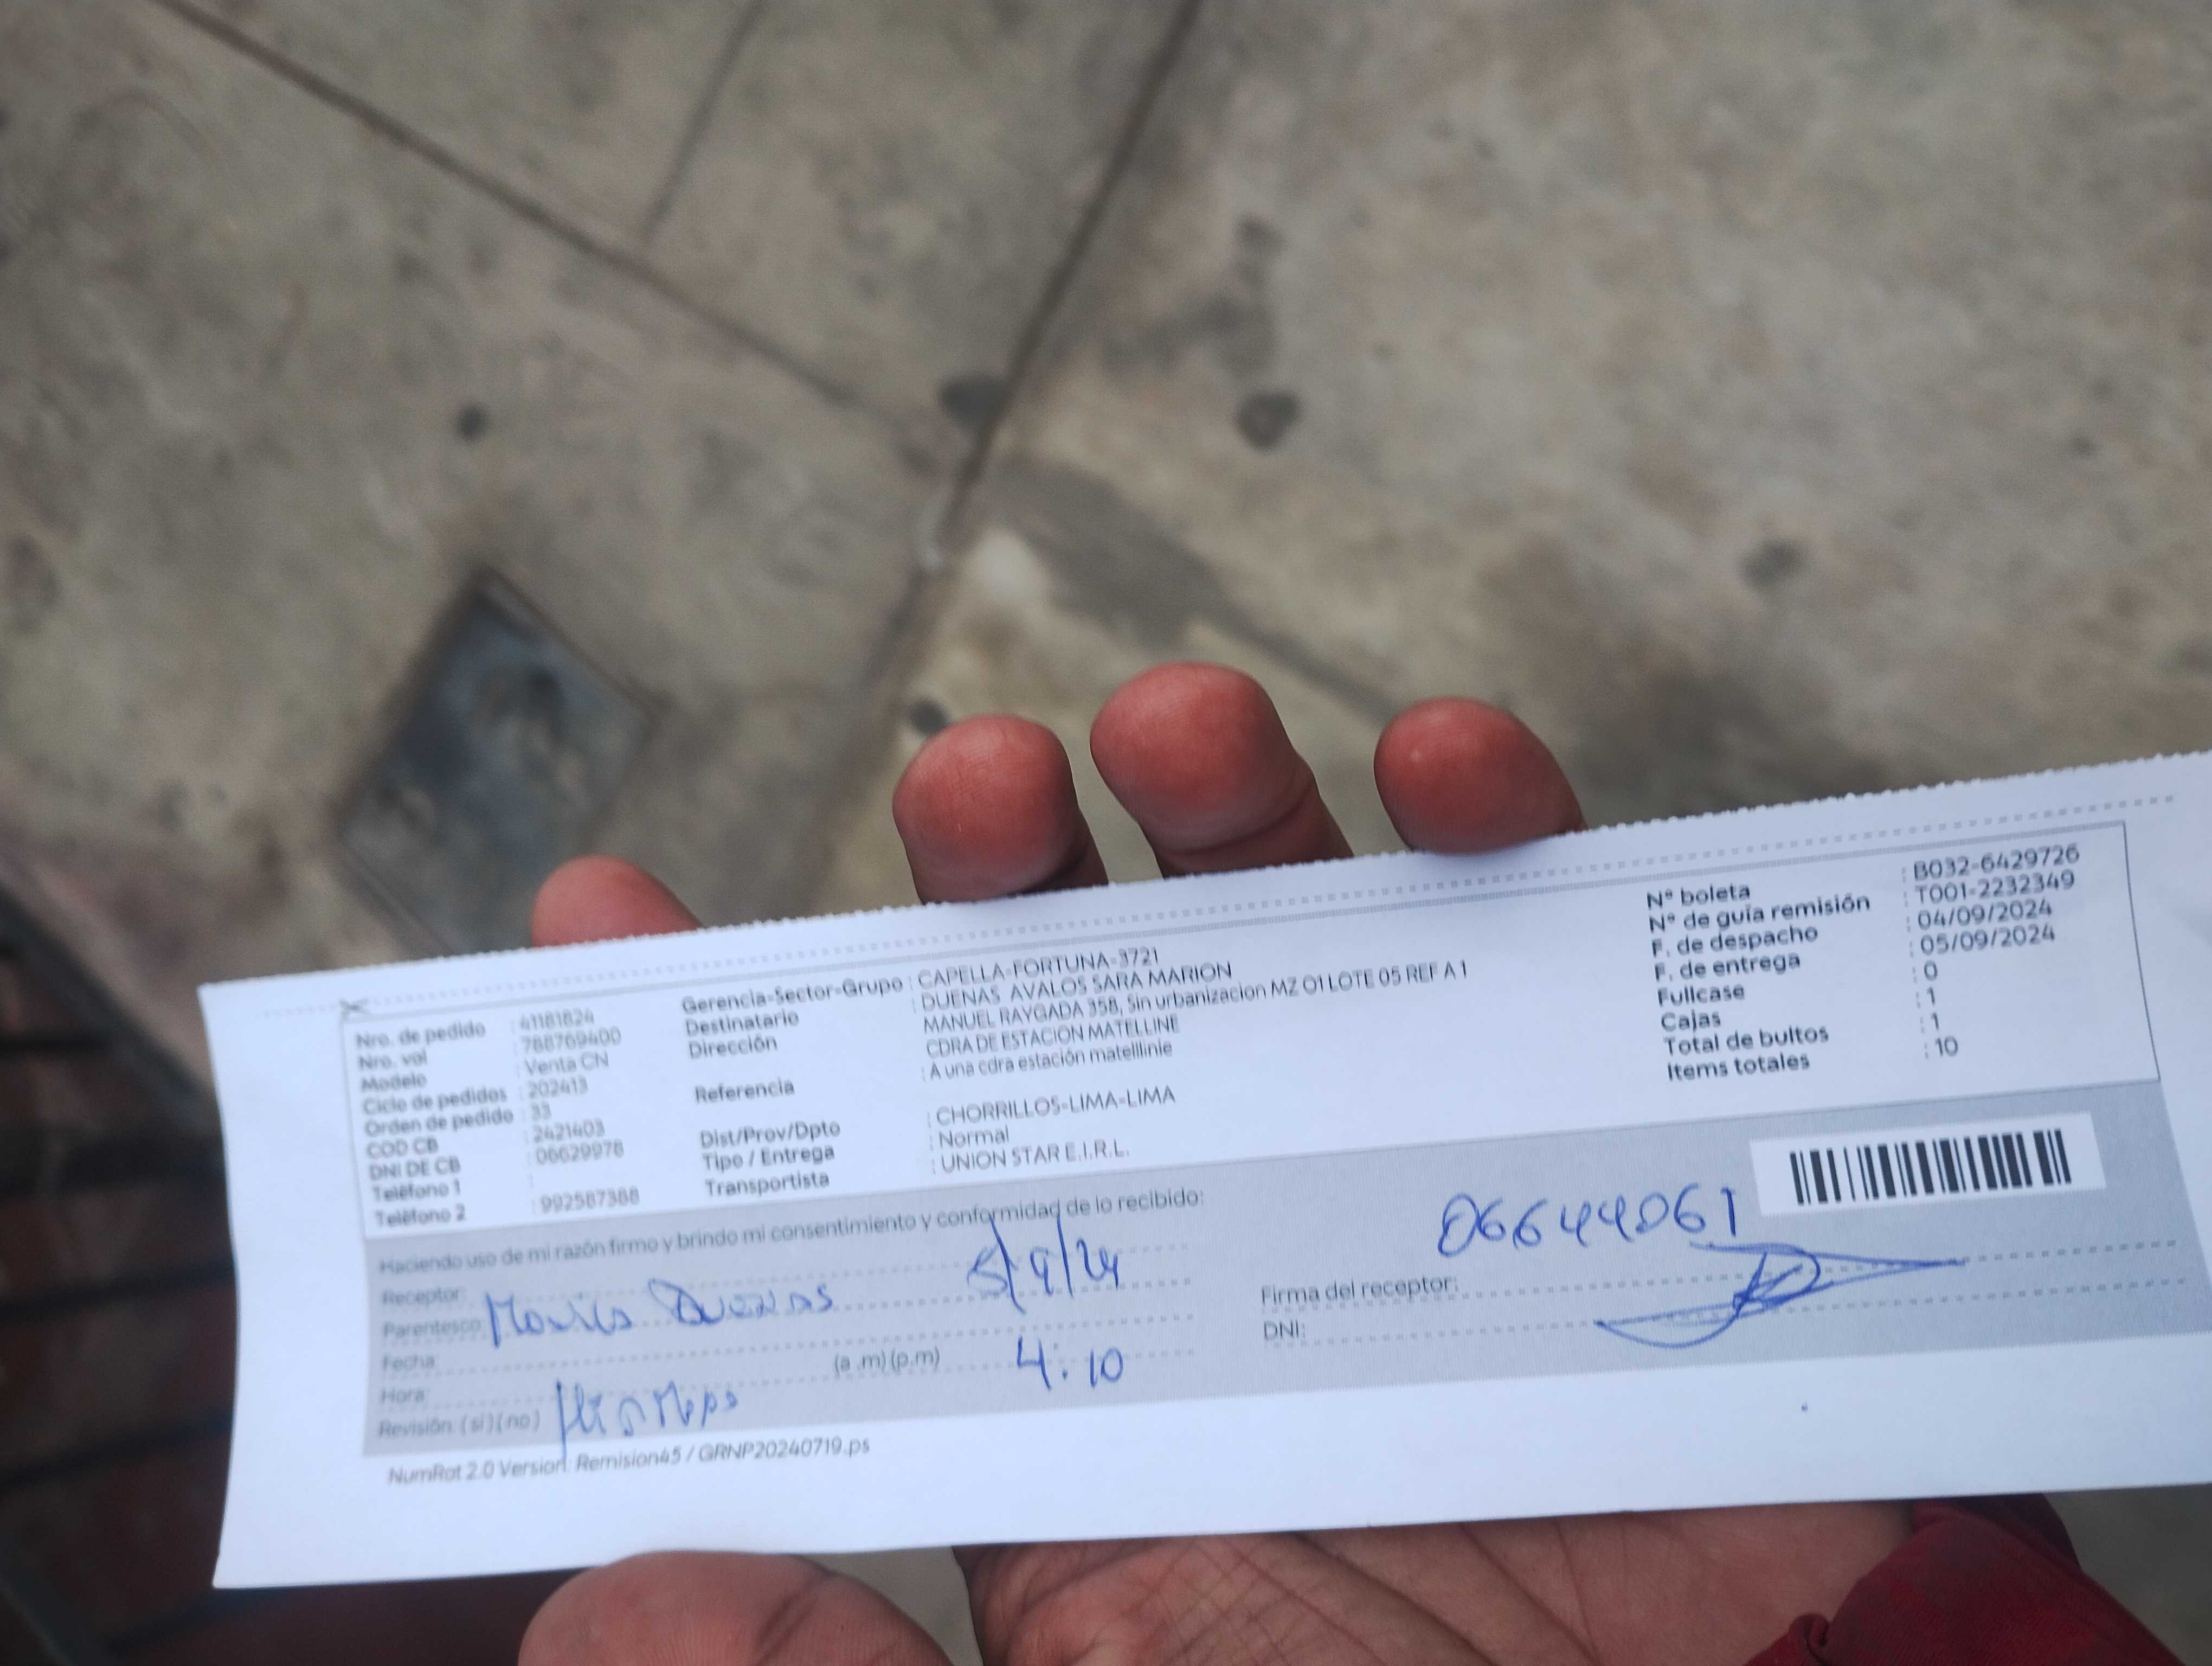 Nro. de pedido : 41181824
Nro. vol : 788769400
Modelo : Venta CN
Ciclo de pedidos : 202413
Orden de pedido : 33
COD CB : 2421403
DNI DE CB : 06629978
Teléfono 1 :
Teléfono 2 : 992587388
Gerencia-Sector-Grupo : CAPELLA-FORTUNA-3721
Destinatario : DUENAS AVALOS SARA MARION
Dirección : MANUEL RAYGADA 358, Sin urbanizacion MZ O1 LOTE 05 REF A 1
CDRA DE ESTACION MATELLINE
Referencia : A una cdra estación matelllinie
Dist/Prov/Dpto : CHORRILLOS-LIMA-LIMA
Tipo / Entrega : Normal
Transportista : UNION STAR E.I.R.L.
N° boleta : B032-6429726
N° de guía remisión : T001-2232349
F. de despacho : 04/09/2024
F. de entrega : 05/09/2024
Fullcase : 0
Cajas : 1
Total de bultos : 1
Items totales : 10
Haciendo uso de mi razón firmo y brindo mi consentimiento y conformidad de lo recibido:
Receptor:
Parentesco: Duenas 5/9/24
Fecha:
Hora: (a .m) (p.m) 4:10
Revisión: (si) (no)
06644061
Firma del receptor:
DNI:
NumRot 2.0 Version: Remision45 / GRNP20240719.ps